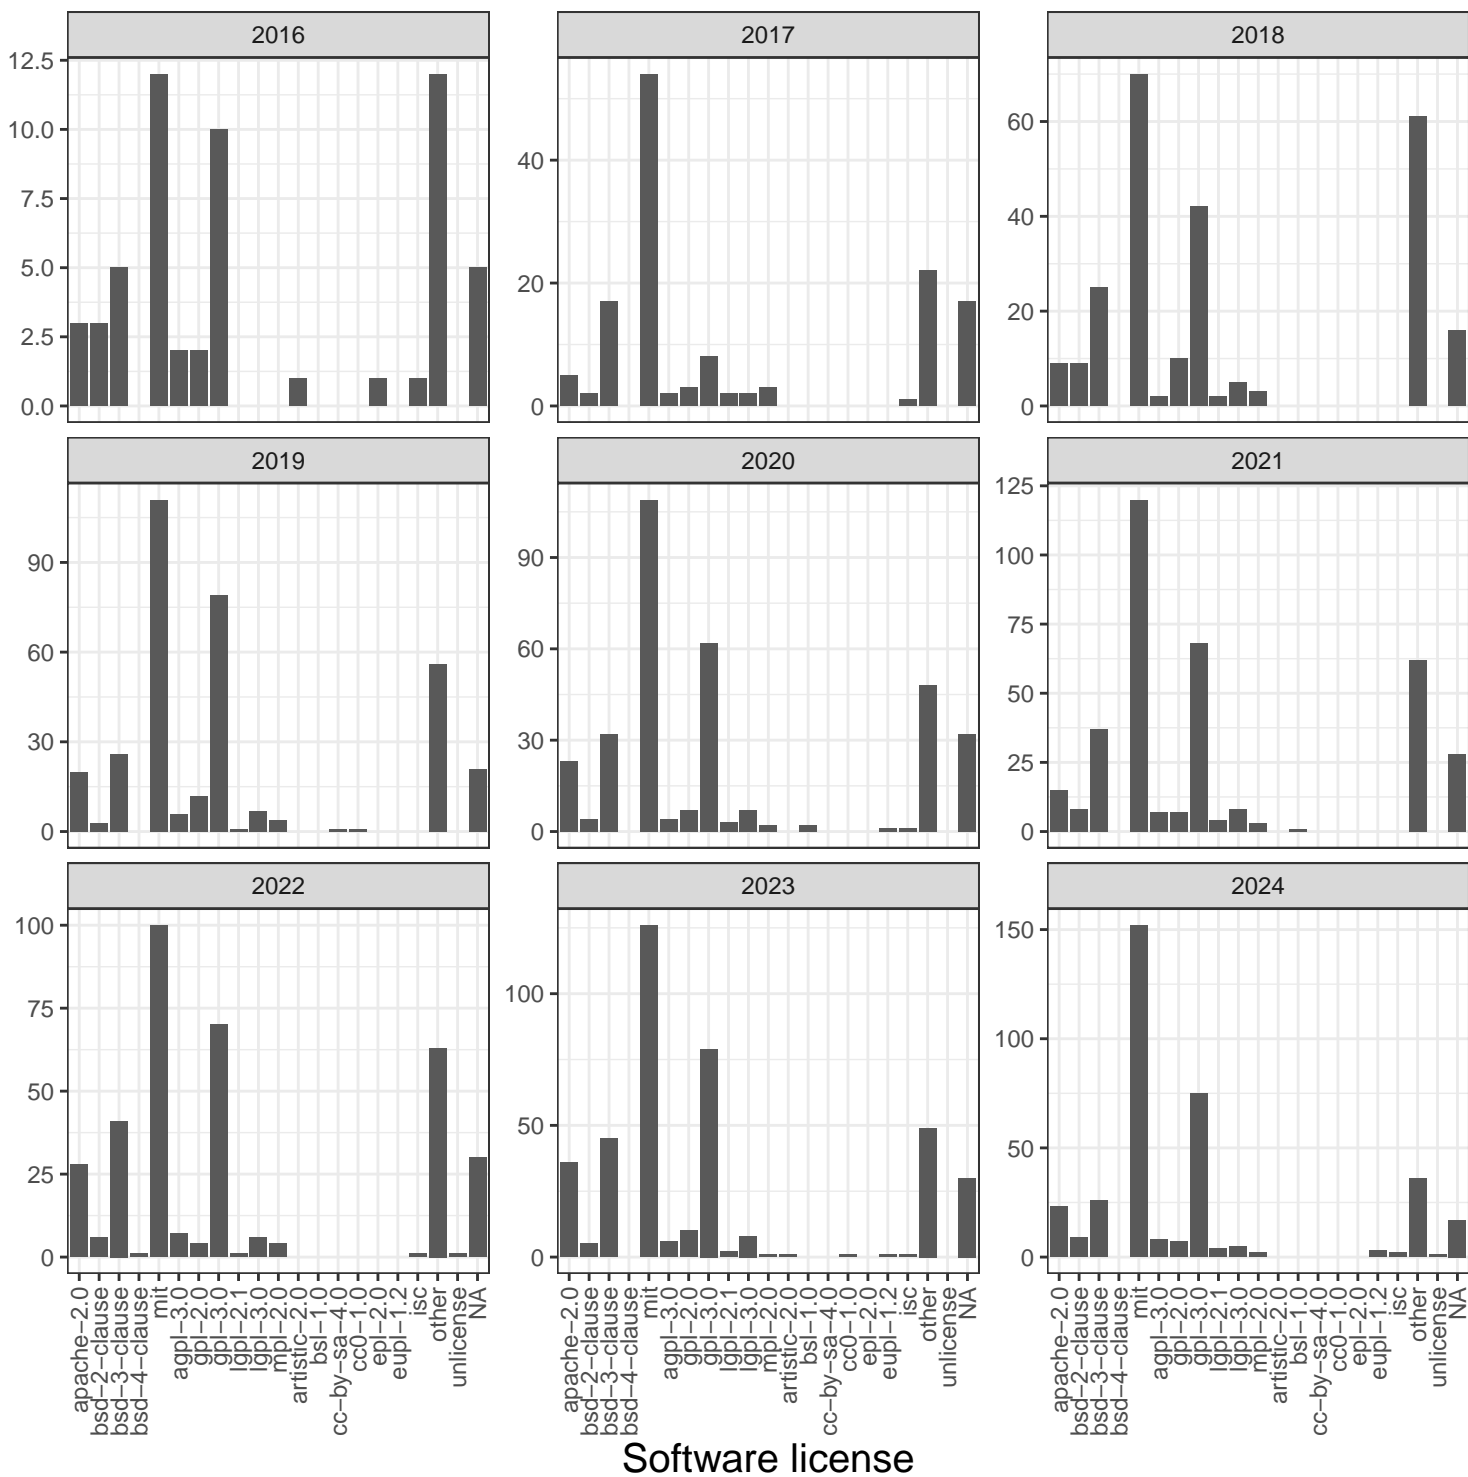 2016
2017
2018
12.5
10.0
7.5
5.0
2.5
0.0
40
20
0
60
40
20
0
2019
2020
2021
90
60
30
0
90
60
30
0
125
100
75
50
25
0
2022
2023
2024
100
75
50
25
0
100
50
0
150
100
50
0
apache−2.0
bsd−2−clause
bsd−3−clause
bsd−4−clause
mit
agpl−3.0
gpl−2.0
gpl−3.0
lgpl−2.1
lgpl−3.0
mpl−2.0
artistic−2.0
bsl−1.0
cc−by−sa−4.0
cc0−1.0
epl−2.0
eupl−1.2
isc
other
unlicense
NA
apache−2.0
bsd−2−clause
bsd−3−clause
bsd−4−clause
mit
agpl−3.0
gpl−2.0
gpl−3.0
lgpl−2.1
lgpl−3.0
mpl−2.0
artistic−2.0
bsl−1.0
cc−by−sa−4.0
cc0−1.0
epl−2.0
eupl−1.2
isc
other
unlicense
NA
apache−2.0
bsd−2−clause
bsd−3−clause
bsd−4−clause
mit
agpl−3.0
gpl−2.0
gpl−3.0
lgpl−2.1
lgpl−3.0
mpl−2.0
artistic−2.0
bsl−1.0
cc−by−sa−4.0
cc0−1.0
epl−2.0
eupl−1.2
isc
other
unlicense
NA
Software license